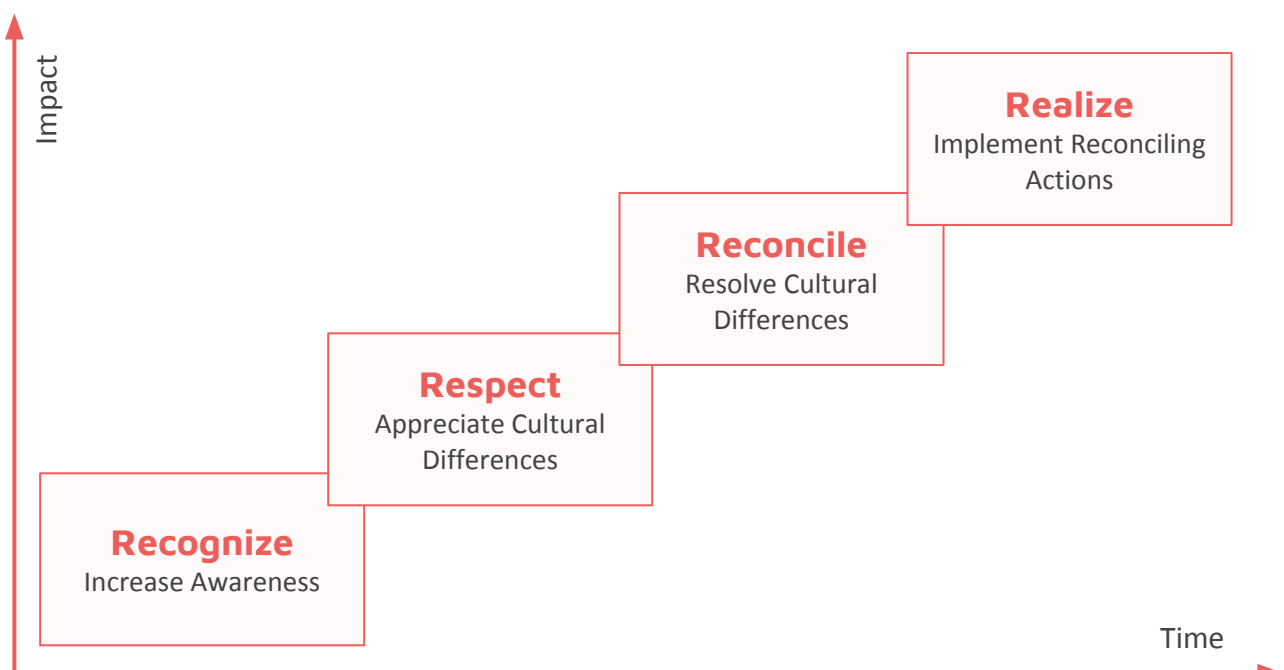 Impact
Realize
Implement Reconciling
Actions
Reconcile
Resolve Cultural
Differences
Respect
Appreciate Cultural
Differences
Recognize
Increase Awareness
Time